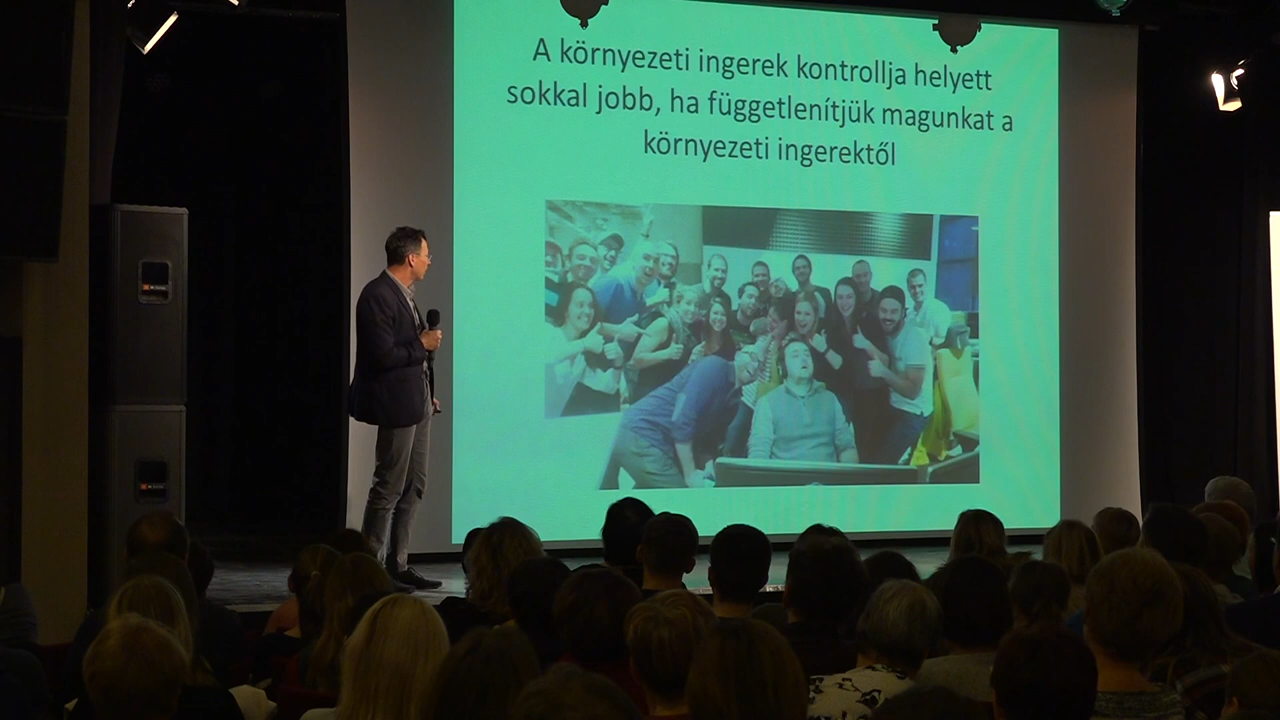 A környezeti ingerek kontrollja helyett
sokkal jobb, ha függetlenítjük magunkat a
környezeti ingerektől